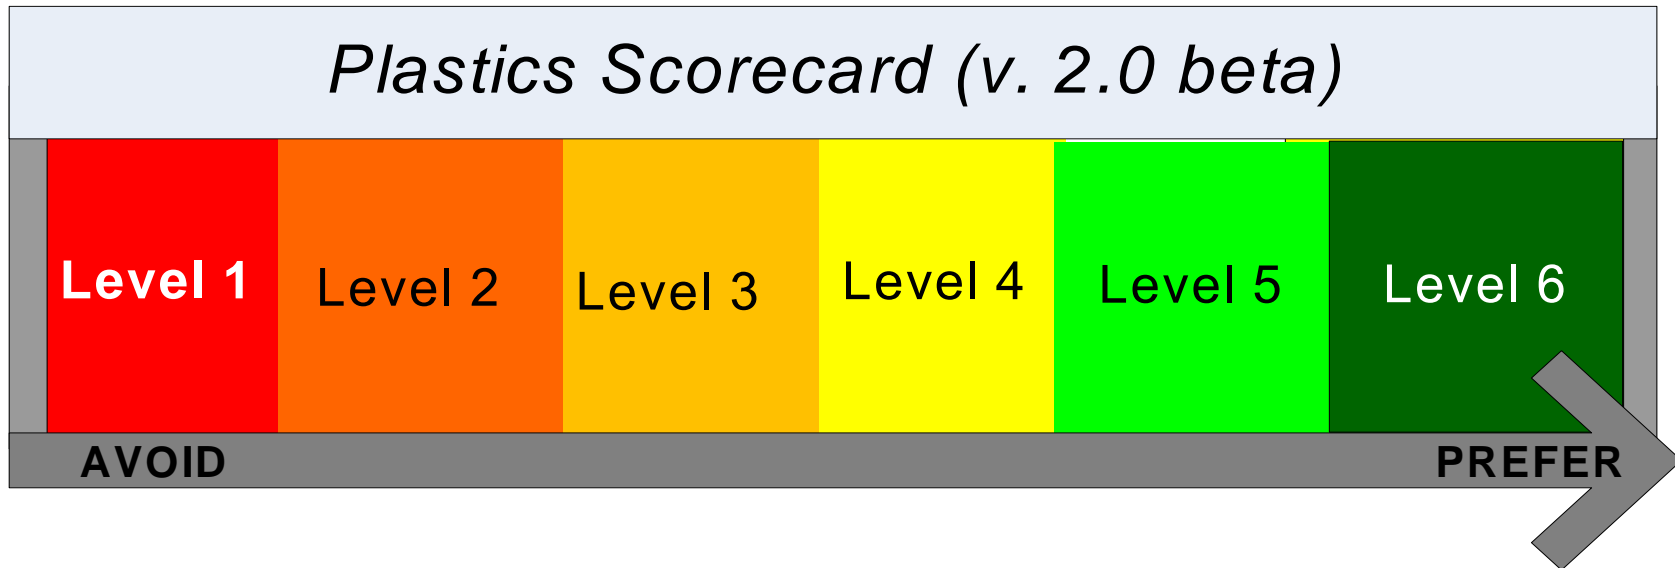 Plastics Scorecard (v. 2.0 beta)
Level 1
Level 2
Level 3
Level 4
Level 5
Level 6
AVOID
PREFER